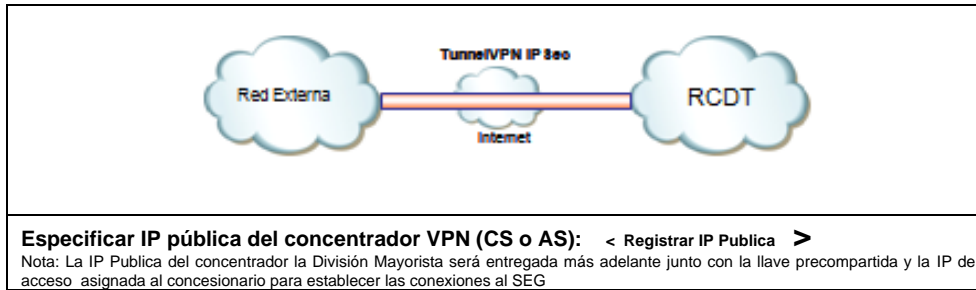 TunnelVPN IP Sec
Red Externa
RCDT
Internet
Especificar IP pública del concentrador VPN (CS o AS): < Registrar IP Publica >
Nota: La IP Publica del concentrador la División Mayorista será entregada más adelante junto con la llave precompartida y la IP de
acceso asignada al concesionario para establecer las conexiones al SEG